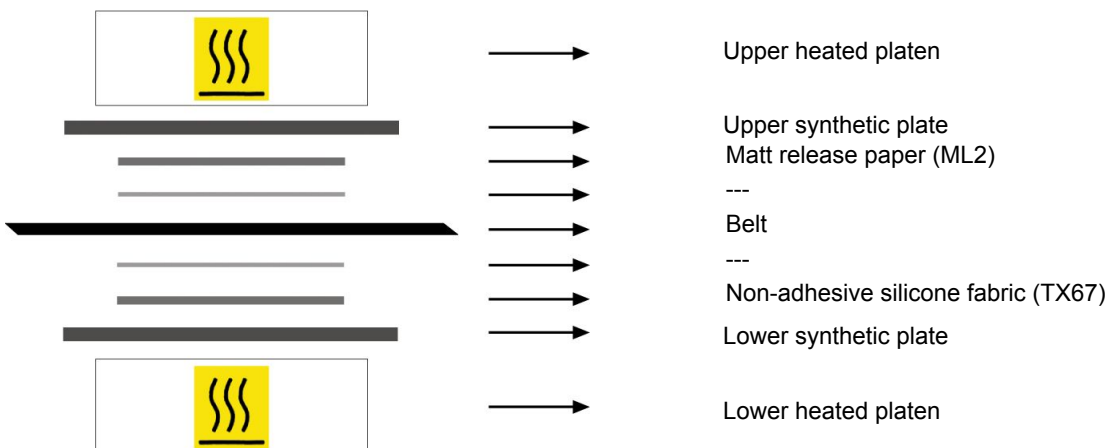 Upper heated platen
Upper synthetic plate
Matt release paper (ML2)
---
Belt
---
Non-adhesive silicone fabric (TX67)
Lower synthetic plate
Lower heated platen